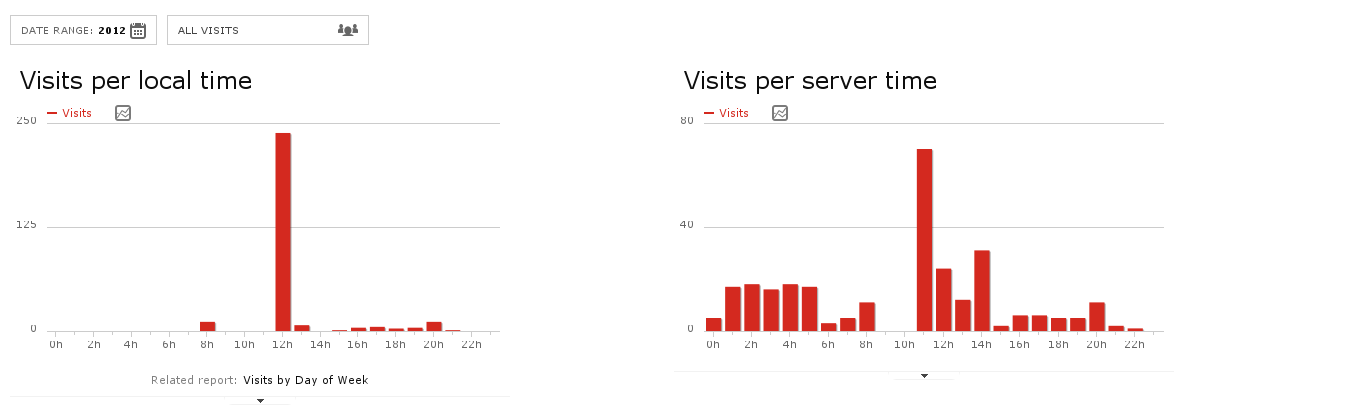 DATE RANGE: 2012
ALL VISITS
Visits per local time
Visits
250
125
0
0h 2h 4h 6h 8h 10h 12h 14h 16h 18h 20h 22h
Related report: Visits by Day of Week
Visits per server time
Visits
80
40
0
0h 2h 4h 6h 8h 10h 12h 14h 16h 18h 20h 22h